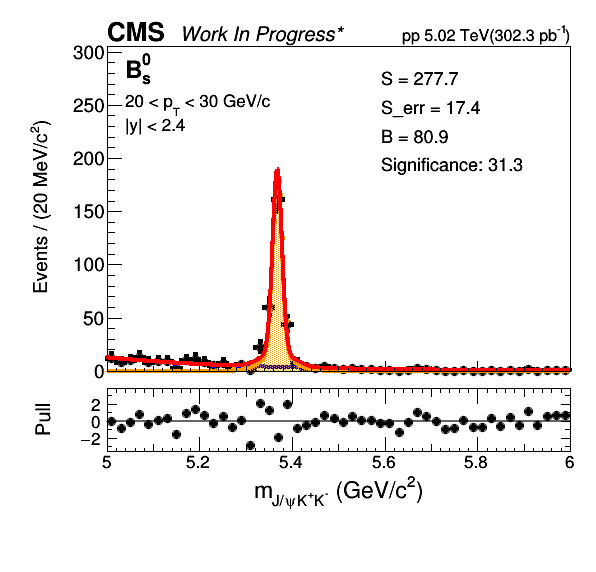 CMS Work In Progress* pp 5.02 TeV(302.3 pb⁻¹)
B⁰ₛ
20 < p_T < 30 GeV/c
|y| < 2.4
S = 277.7
S_err = 17.4
B = 80.9
Significance: 31.3
Events / (20 MeV/c²)
300
250
200
150
100
50
0
Pull
2
0
−2
5 5.2 5.4 5.6 5.8 6
m_J/ψK⁺K⁻ (GeV/c²)